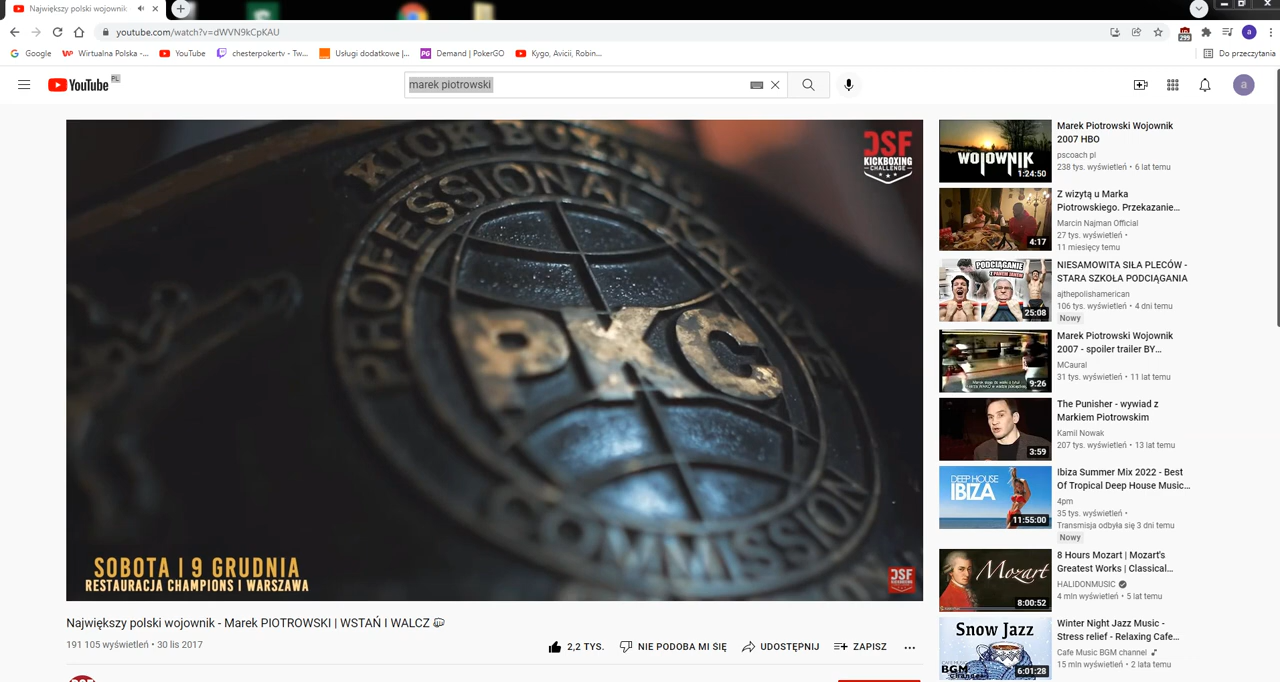 Największy polski wojownik
youtube.com/watch?v=dWVN9kCpKAU
299
a
Google
Wirtualna Polska -...
YouTube
chesterpokertv - Tw...
Usługi dodatkowe |...
PG
Demand | PokerGO
Kygo, Avicii, Robin...
Do przeczytania
YouTube
PL
marek piotrowski
a
KICK BOXING
DSF
KICKBOXING
CHALLENGE
PKC
COMMISSION
SOBOTA | 9 GRUDNIA
RESTAURACJA CHAMPIONS | WARSZAWA
DSF
Największy polski wojownik - Marek PIOTROWSKI | WSTAŃ I WALCZ
191 105 wyświetleń • 30 lis 2017
2,2 TYS.
NIE PODOBA MI SIĘ
UDOSTĘPNIJ
ZAPISZ
WOJOWNIK
1:24:50
Marek Piotrowski Wojownik
2007 HBO
pscoach pl
238 tys. wyświetleń • 6 lat temu
4:17
Z wizytą u Marka
Piotrowskiego. Przekazanie...
Marcin Najman Official
27 tys. wyświetleń •
11 miesięcy temu
PODCIĄGANIE
25:08
NIESAMOWITA SIŁA PLECÓW -
STARA SZKOŁA PODCIĄGANIA
ajthepolishamerican
106 tys. wyświetleń • 4 dni temu
Nowy
9:26
Marek Piotrowski Wojownik
2007 - spoiler trailer BY...
MCaurai
31 tys. wyświetleń • 11 lat temu
3:59
The Punisher - wywiad z
Markiem Piotrowskim
Kamil Nowak
207 tys. wyświetleń • 13 lat temu
DEEP HOUSE
IBIZA
11:55:00
Ibiza Summer Mix 2022 - Best
Of Tropical Deep House Music...
4pm
35 tys. wyświetleń •
Transmisja odbyła się 3 dni temu
Nowy
Mozart
8:00:52
8 Hours Mozart | Mozart's
Greatest Works | Classical...
HALIDONMUSIC
4 mln wyświetleń • 5 lat temu
Snow Jazz
CAFE MUSIC
BGM
channel
6:01:28
Winter Night Jazz Music -
Stress relief - Relaxing Cafe...
Cafe Music BGM channel
15 mln wyświetleń • 2 lata temu